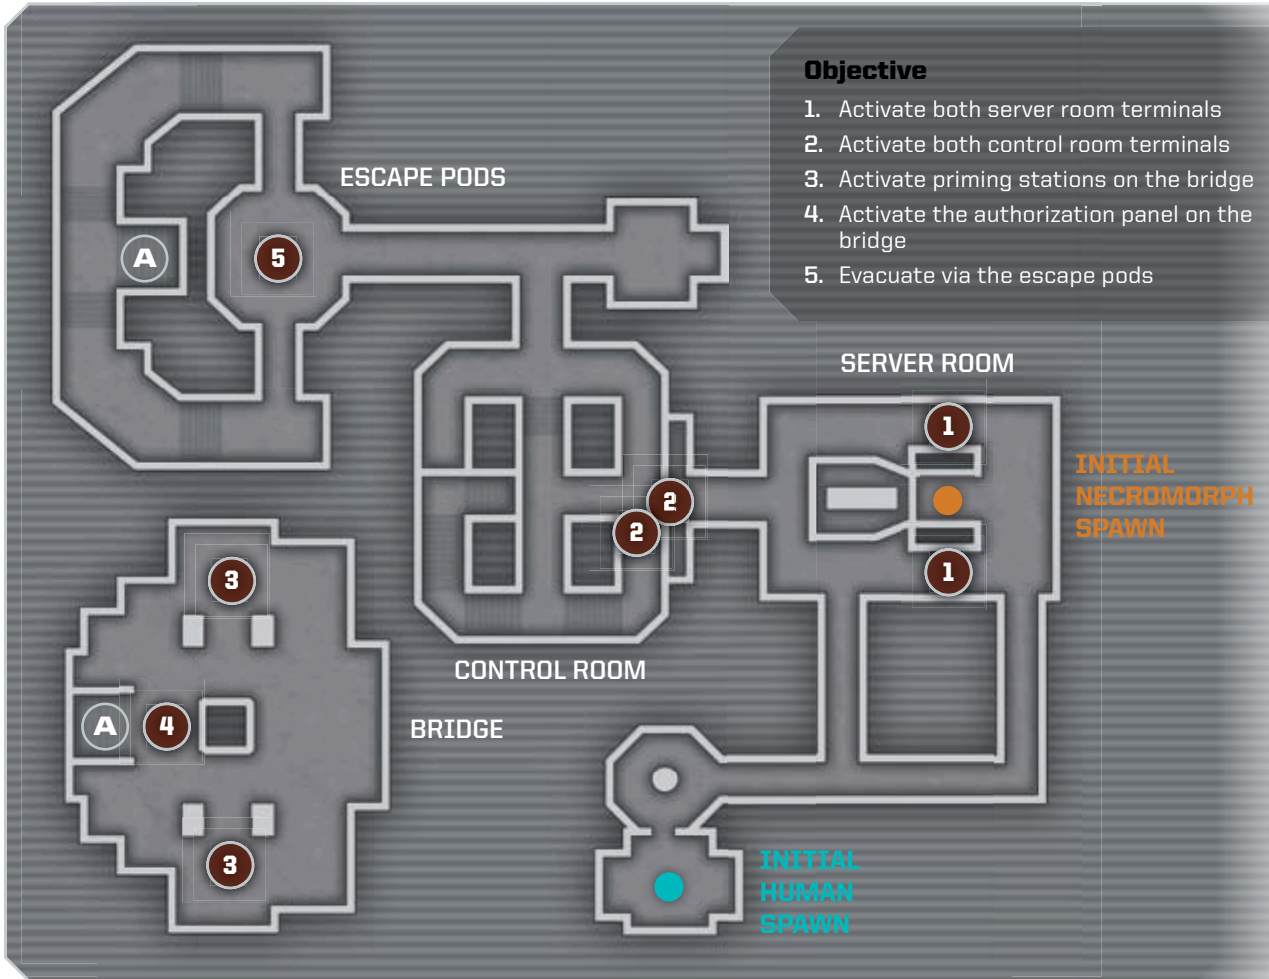 Objective
1. Activate both server room terminals
2. Activate both control room terminals
3. Activate priming stations on the bridge
4. Activate the authorization panel on the
bridge
5. Evacuate via the escape pods
ESCAPE PODS
A
5
SERVER ROOM
1
INITIAL
NECROMORPH
SPAWN
2
2
1
3
CONTROL ROOM
A
4
BRIDGE
3
INITIAL
HUMAN
SPAWN